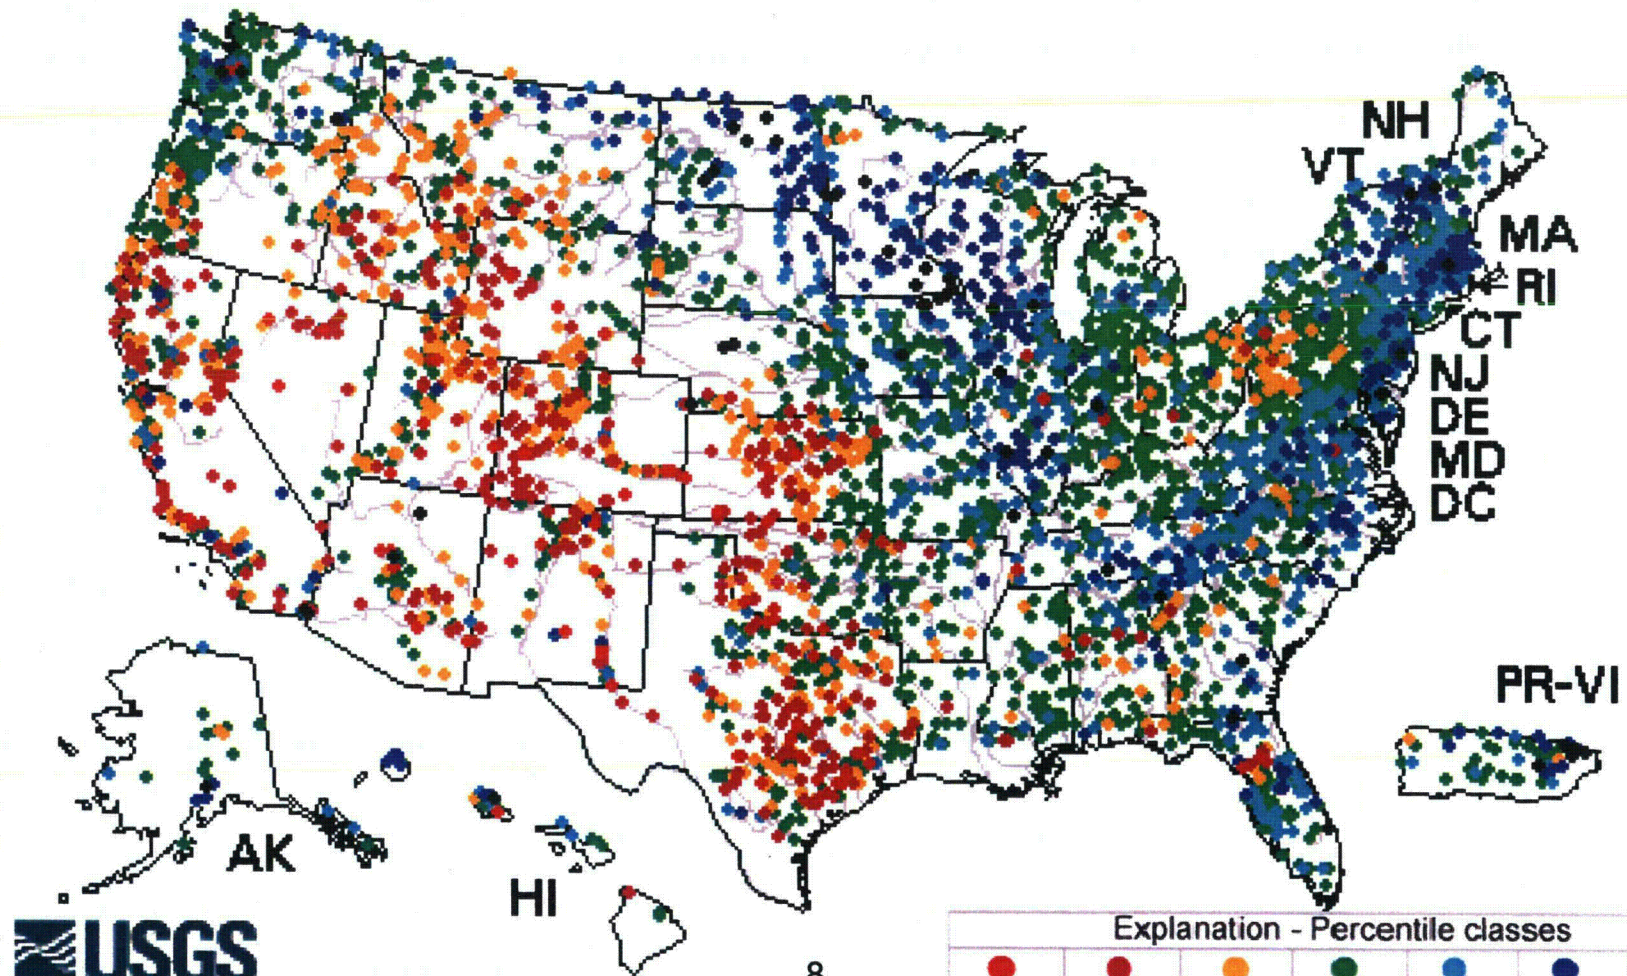 NH
VT
MA
RI
CT
NJ
DE
MD
DC
PR-VI
AK
HI
USGS
Explanation - Percentile classes
8